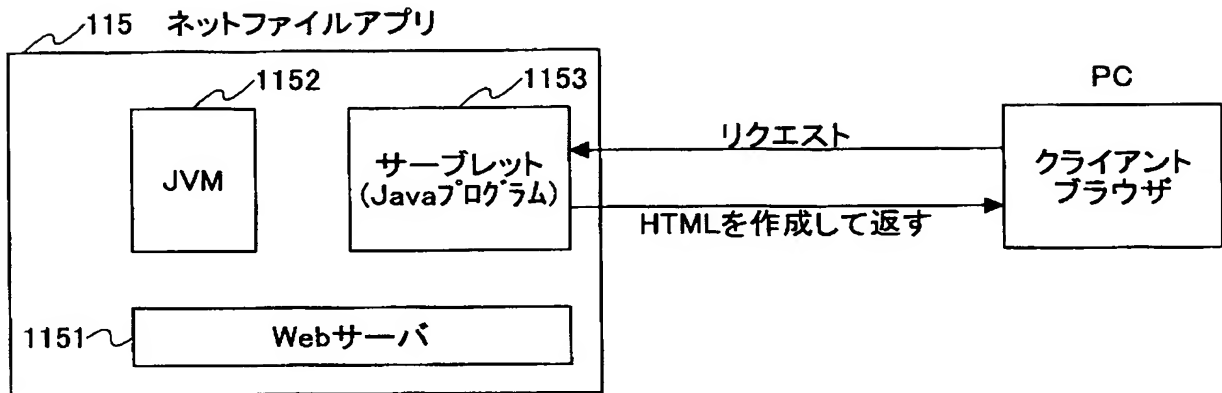 115 ネットファイルアプリ
1152
1153
PC
JVM
サーブレット
(Javaプログラム)
リクエスト
HTMLを作成して返す
クライアント
ブラウザ
1151
Webサーバ